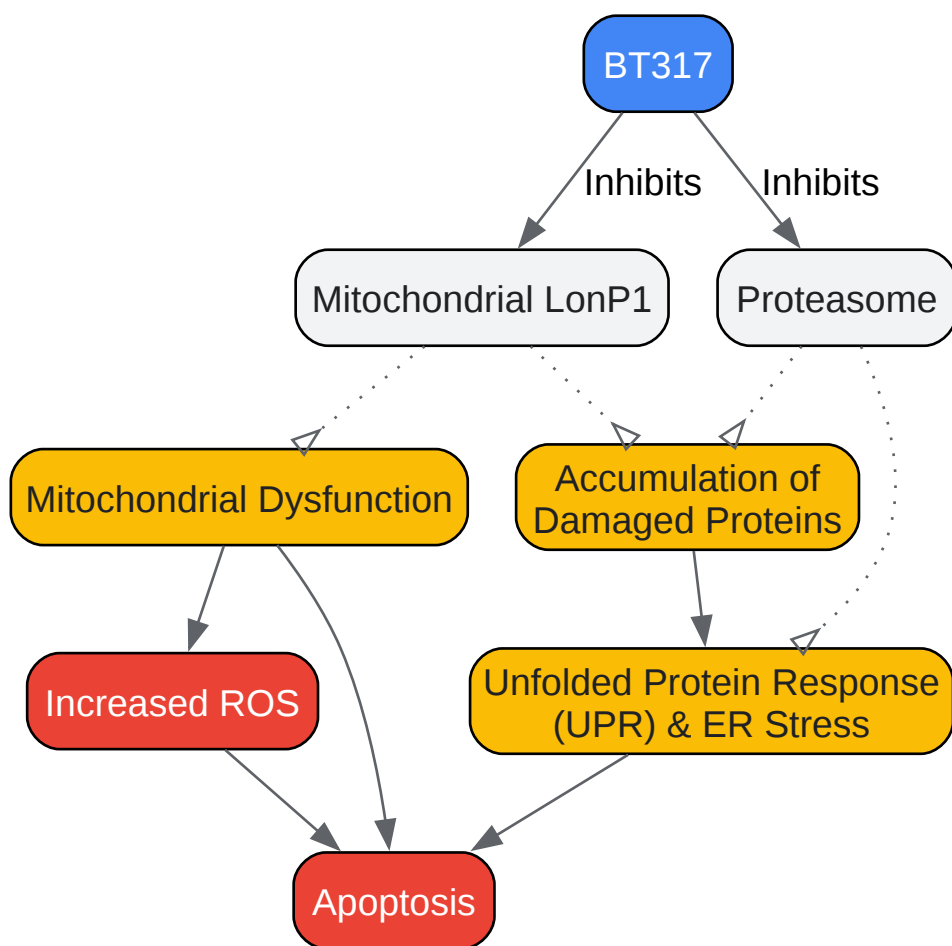 BT317
Inhibits
Inhibits
Mitochondrial LonP1
Proteasome
Mitochondrial Dysfunction
Accumulation of
Damaged Proteins
Increased ROS
Unfolded Protein Response
(UPR) & ER Stress
Apoptosis